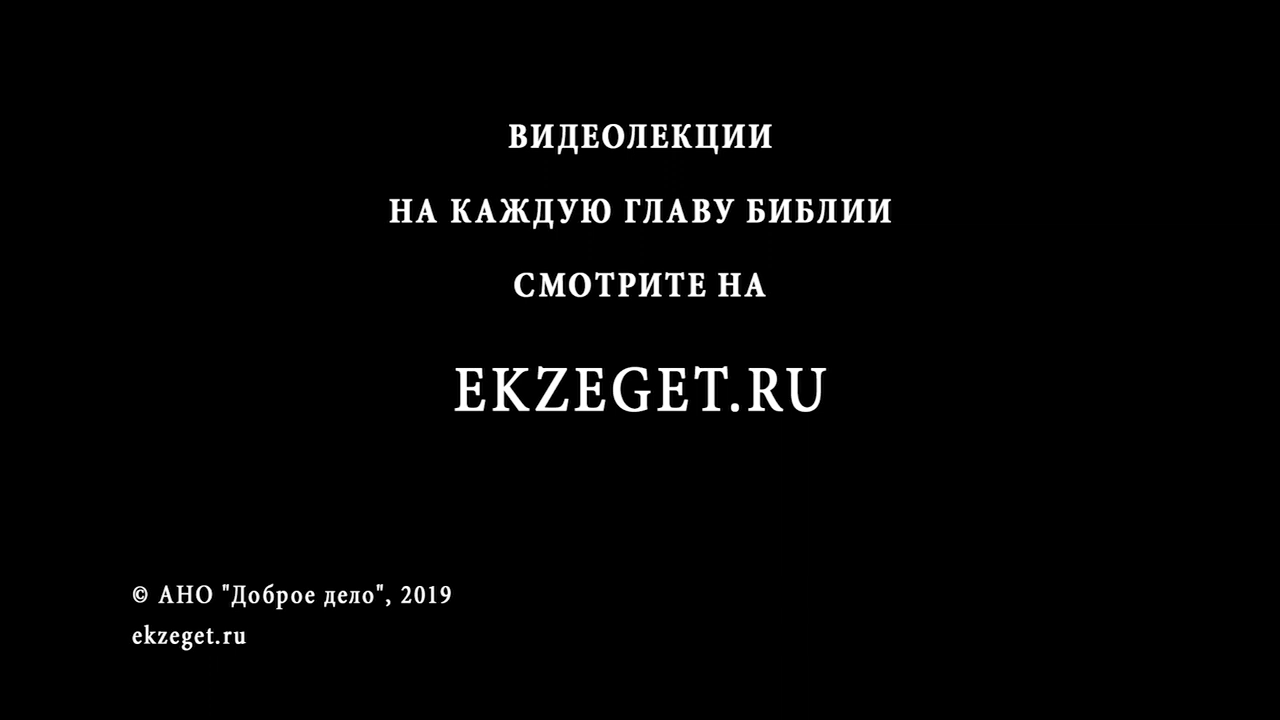 ВИДЕОЛЕКЦИИ
НА КАЖДУЮ ГЛАВУ БИБЛИИ
СМОТРИТЕ НА
EKZEGET.RU
© АНО "Доброе дело", 2019
ekzeget.ru